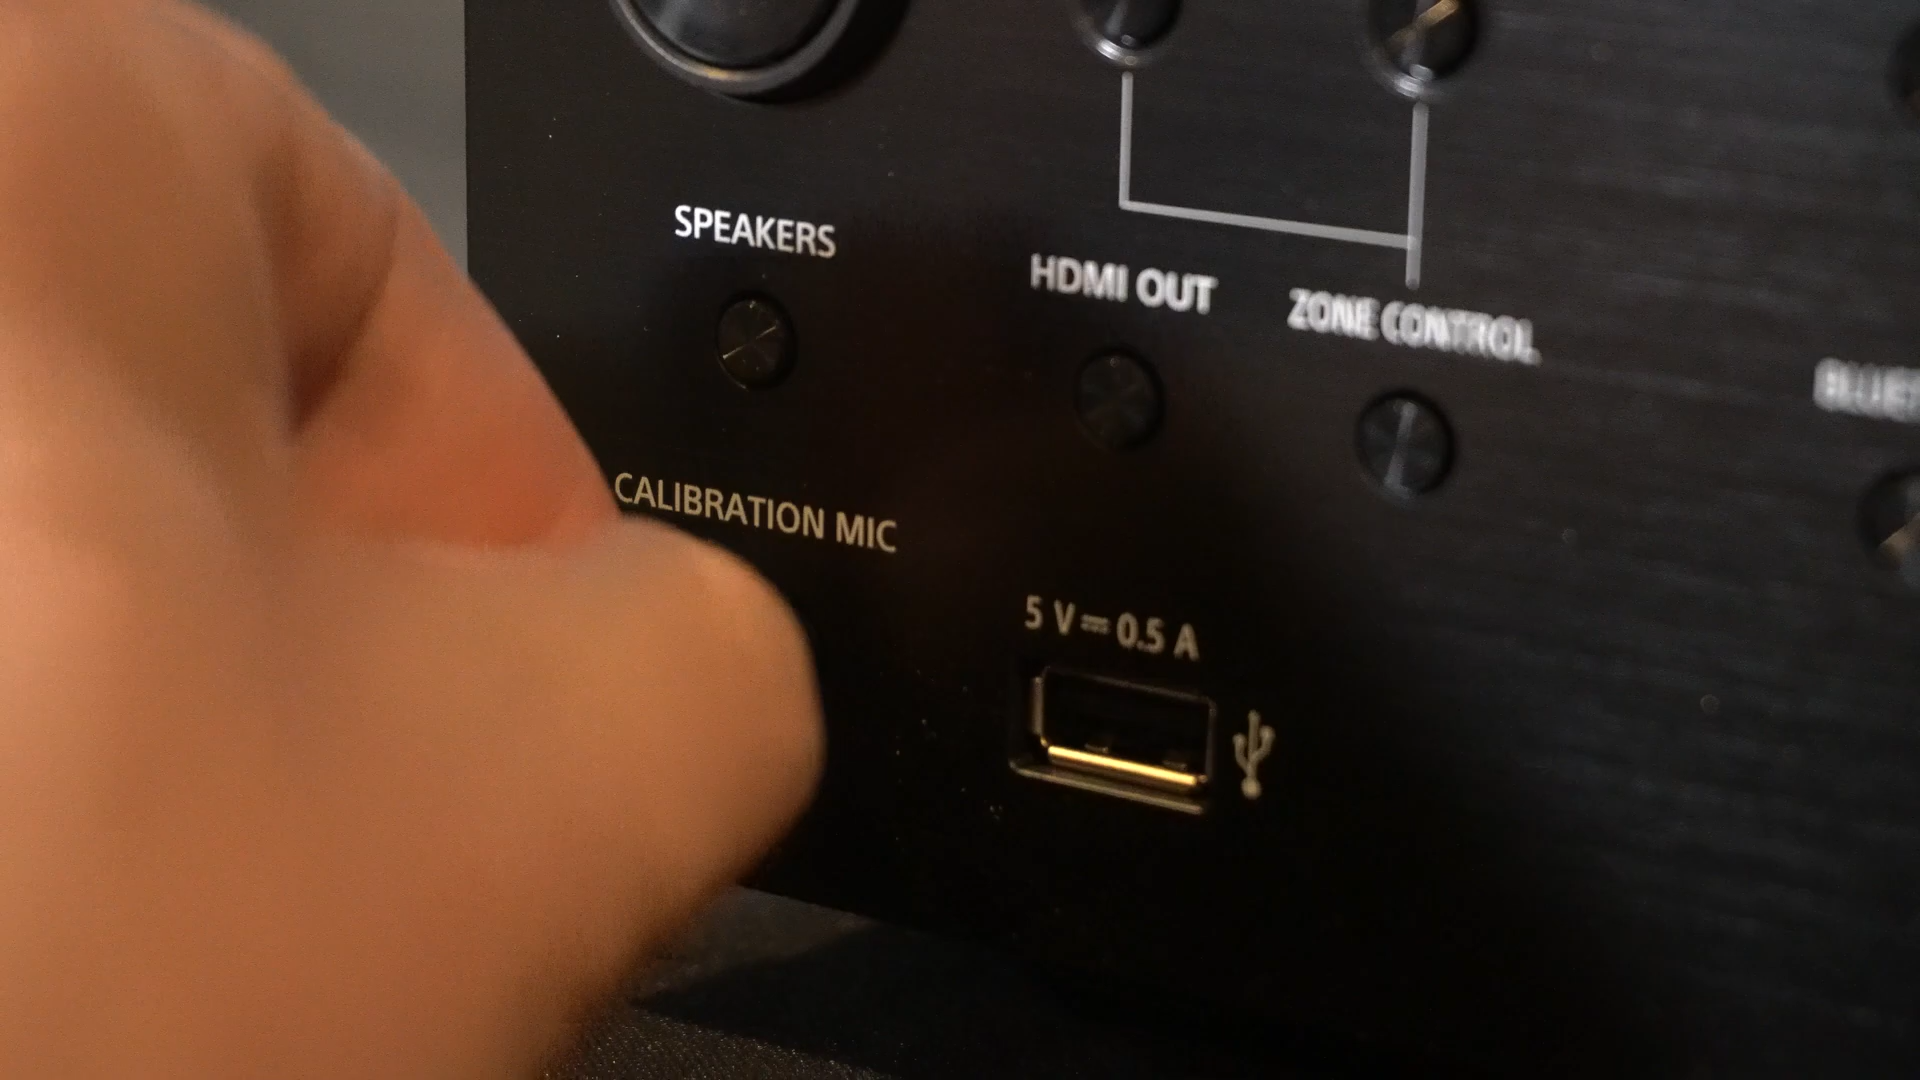 SPEAKERS
HDMI OUT
ZONE CONTROL
CALIBRATION MIC
5 V ⎓ 0.5 A